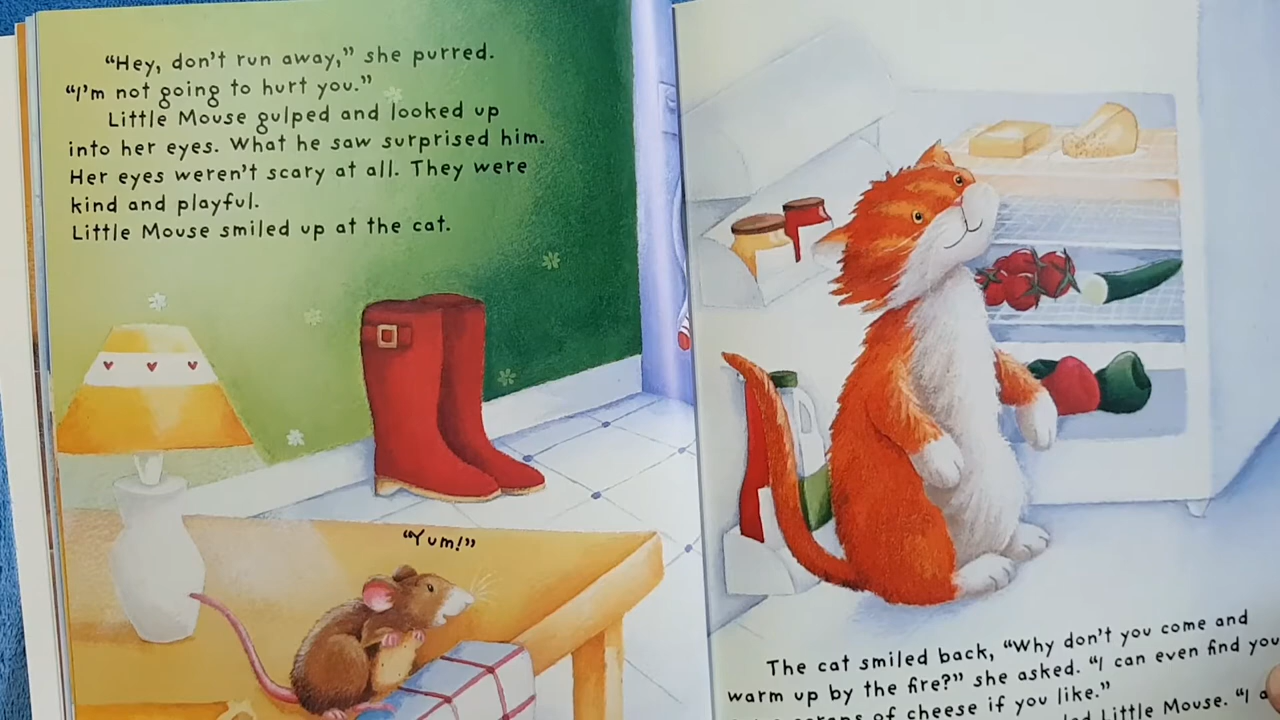 “Hey, don’t run away,” she purred.
“I’m not going to hurt you.”
Little Mouse gulped and looked up
into her eyes. What he saw surprised him.
Her eyes weren’t scary at all. They were
kind and playful.
Little Mouse smiled up at the cat.
“Yum!”
The cat smiled back, “Why don’t you come and
warm up by the fire?” she asked. “I can even find you
of cheese if you like.”
Little Mouse. “I